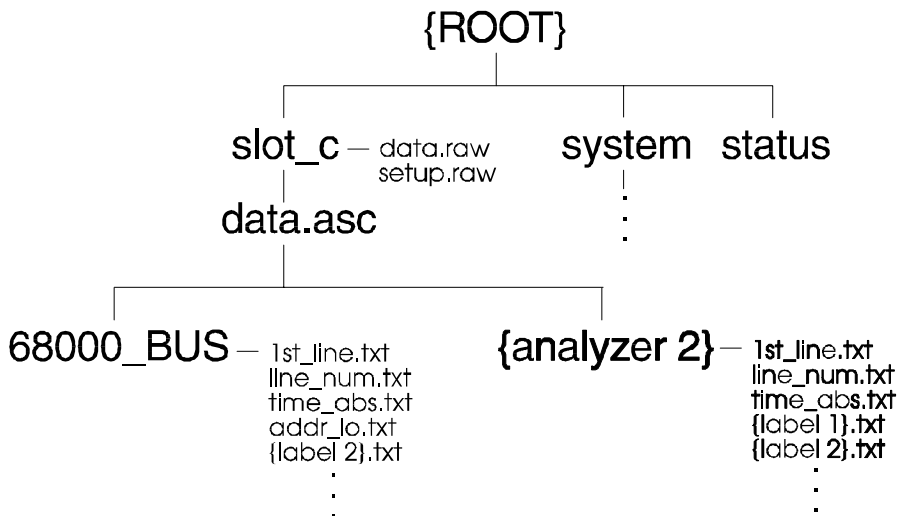 {ROOT}
slot_c — data.raw
setup.raw
system
status
data.asc
68000_BUS — 1st_line.txt
line_num.txt
time_abs.txt
addr_lo.txt
{label 2}.txt
{analyzer 2} — 1st_line.txt
line_num.txt
time_abs.txt
{label 1}.txt
{label 2}.txt